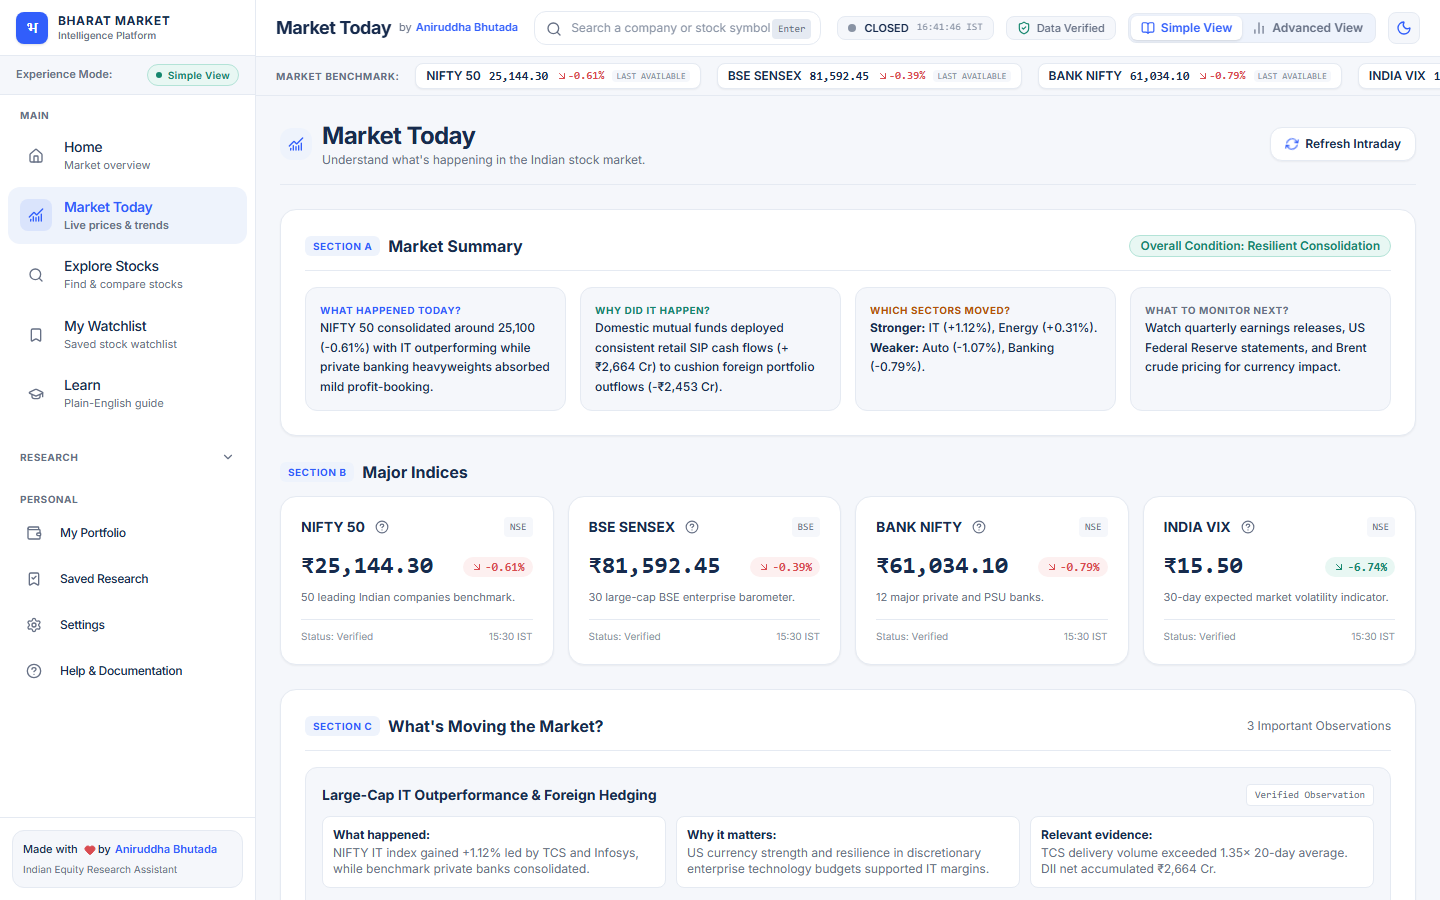 भ
BHARAT MARKET
Intelligence Platform
Experience Mode:
Simple View
MAIN
Home
Market overview
Market Today
Live prices & trends
Explore Stocks
Find & compare stocks
My Watchlist
Saved stock watchlist
Learn
Plain-English guide
RESEARCH
PERSONAL
My Portfolio
Saved Research
Settings
Help & Documentation
Made with ❤ by Aniruddha Bhutada
Indian Equity Research Assistant
Market Today by Aniruddha Bhutada
Search a company or stock symbol Enter
CLOSED 16:41:46 IST
Data Verified
Simple View
Advanced View
MARKET BENCHMARK:
NIFTY 50 25,144.30 ↘ -0.61% LAST AVAILABLE
BSE SENSEX 81,592.45 ↘ -0.39% LAST AVAILABLE
BANK NIFTY 61,034.10 ↘ -0.79% LAST AVAILABLE
INDIA VIX 1
Market Today
Understand what's happening in the Indian stock market.
Refresh Intraday
SECTION A Market Summary
Overall Condition: Resilient Consolidation
WHAT HAPPENED TODAY?
NIFTY 50 consolidated around 25,100
(-0.61%) with IT outperforming while
private banking heavyweights absorbed
mild profit-booking.
WHY DID IT HAPPEN?
Domestic mutual funds deployed
consistent retail SIP cash flows (+
₹2,664 Cr) to cushion foreign portfolio
outflows (-₹2,453 Cr).
WHICH SECTORS MOVED?
Stronger: IT (+1.12%), Energy (+0.31%).
Weaker: Auto (-1.07%), Banking
(-0.79%).
WHAT TO MONITOR NEXT?
Watch quarterly earnings releases, US
Federal Reserve statements, and Brent
crude pricing for currency impact.
SECTION B Major Indices
NIFTY 50 NSE
₹25,144.30 ↘ -0.61%
50 leading Indian companies benchmark.
Status: Verified 15:30 IST
BSE SENSEX BSE
₹81,592.45 ↘ -0.39%
30 large-cap BSE enterprise barometer.
Status: Verified 15:30 IST
BANK NIFTY NSE
₹61,034.10 ↘ -0.79%
12 major private and PSU banks.
Status: Verified 15:30 IST
INDIA VIX NSE
₹15.50 ↘ -6.74%
30-day expected market volatility indicator.
Status: Verified 15:30 IST
SECTION C What's Moving the Market?
3 Important Observations
Large-Cap IT Outperformance & Foreign Hedging
Verified Observation
What happened:
NIFTY IT index gained +1.12% led by TCS and Infosys,
while benchmark private banks consolidated.
Why it matters:
US currency strength and resilience in discretionary
enterprise technology budgets supported IT margins.
Relevant evidence:
TCS delivery volume exceeded 1.35× 20-day average.
DII net accumulated ₹2,664 Cr.